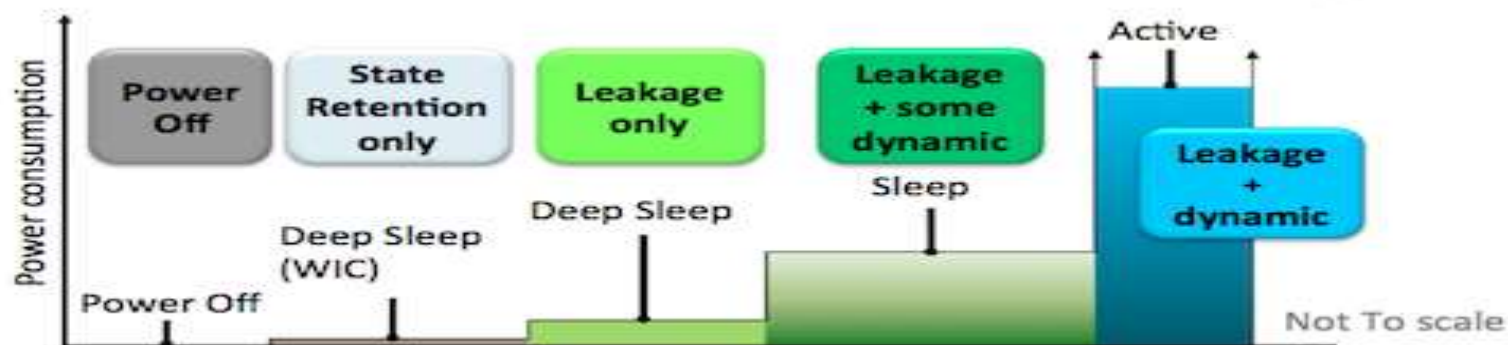 Power consumption
Power
Off
State
Retention
only
Leakage
only
Leakage
+ some
dynamic
Active
Leakage
+
dynamic
Power Off
Deep Sleep
(WIC)
Deep Sleep
Sleep
Not To scale